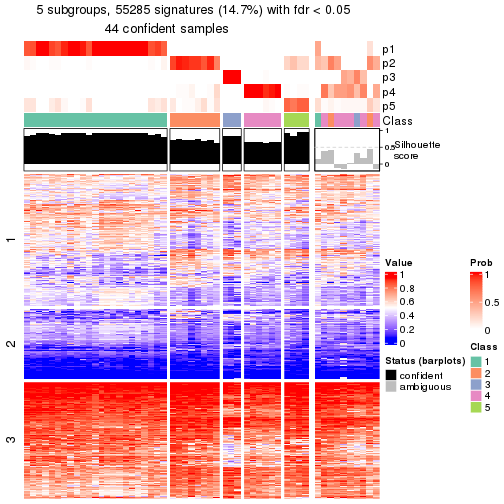 5 subgroups, 55285 signatures (14.7%) with fdr < 0.05
44 confident samples
p1
p2
p3
p4
p5
Class
1
0.5
0
Silhouette
score
1
2
3
Value
1
0.8
0.6
0.4
0.2
0
Status (barplots)
confident
ambiguous
Prob
1
0.5
0
Class
1
2
3
4
5